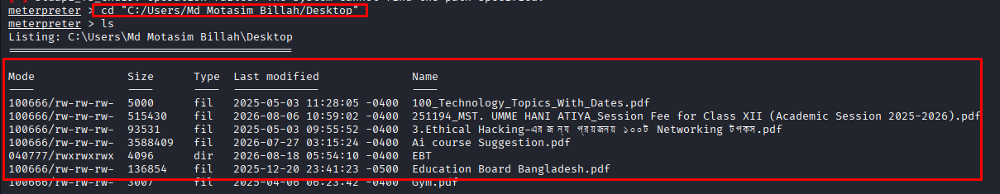 meterpreter > cd "C:/Users/Md Motasim Billah/Desktop"
meterpreter > ls
Listing: C:\Users\Md Motasim Billah\Desktop
===========================================
Mode Size Type Last modified Name
---- ---- ---- ------------- ----
100666/rw-rw-rw- 5000 fil 2025-05-03 11:28:05 -0400 100_Technology_Topics_With_Dates.pdf
100666/rw-rw-rw- 515430 fil 2026-08-06 10:59:02 -0400 251194_MST. UMME HANI ATIYA_Session Fee for Class XII (Academic Session 2025-2026).pdf
100666/rw-rw-rw- 93531 fil 2025-05-03 09:55:52 -0400 3.Ethical Hacking-এর জন্য প্রয়জনয় ১০০ট Networking টপকস.pdf
100666/rw-rw-rw- 3588409 fil 2026-07-27 03:15:24 -0400 Ai course Suggestion.pdf
040777/rwxrwxrwx 4096 dir 2026-08-18 05:54:10 -0400 EBT
100666/rw-rw-rw- 136854 fil 2025-12-20 23:41:23 -0500 Education Board Bangladesh.pdf
100666/rw-rw-rw- 3007 fil 2025-04-06 06:23:42 -0400 Gym.pdf